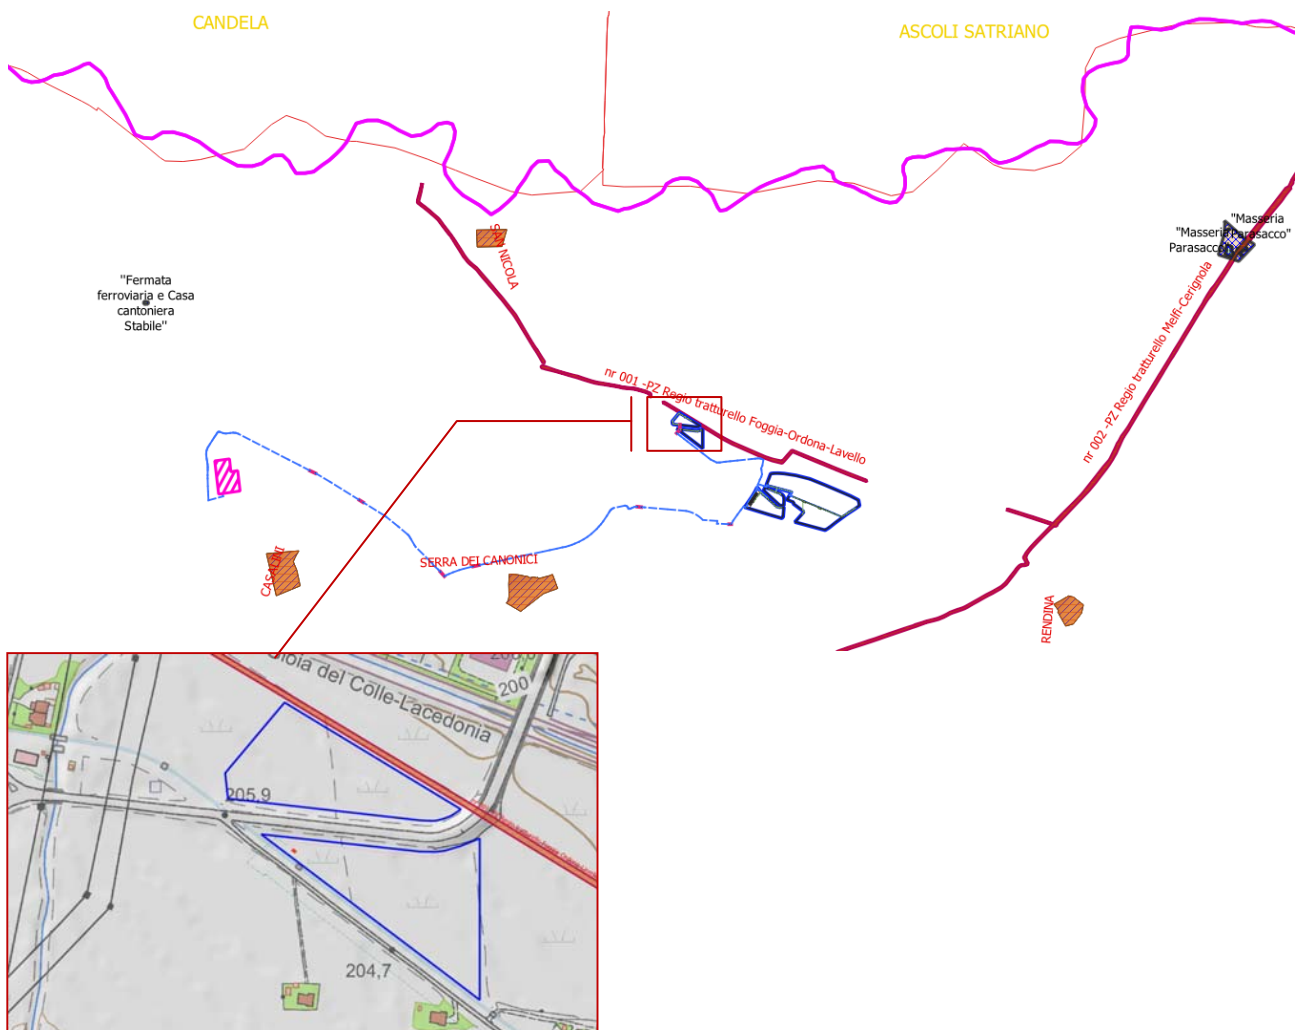 CANDELA
ASCOLI SATRIANO
"Masseria
Parasacco"
"Masseria
Parasacco"
SAN NICOLA
"Fermata
ferroviaria e Casa
cantoniera
Stabile"
nr 001 -PZ Regio tratturello Foggia-Ordona-Lavello
nr 002 -PZ Regio tratturello Melfi-Cerignola
SERRA DEI CANONICI
CASALINI
RENDINA
Gioia del Colle-Lacedonia
200
205,9
204,7